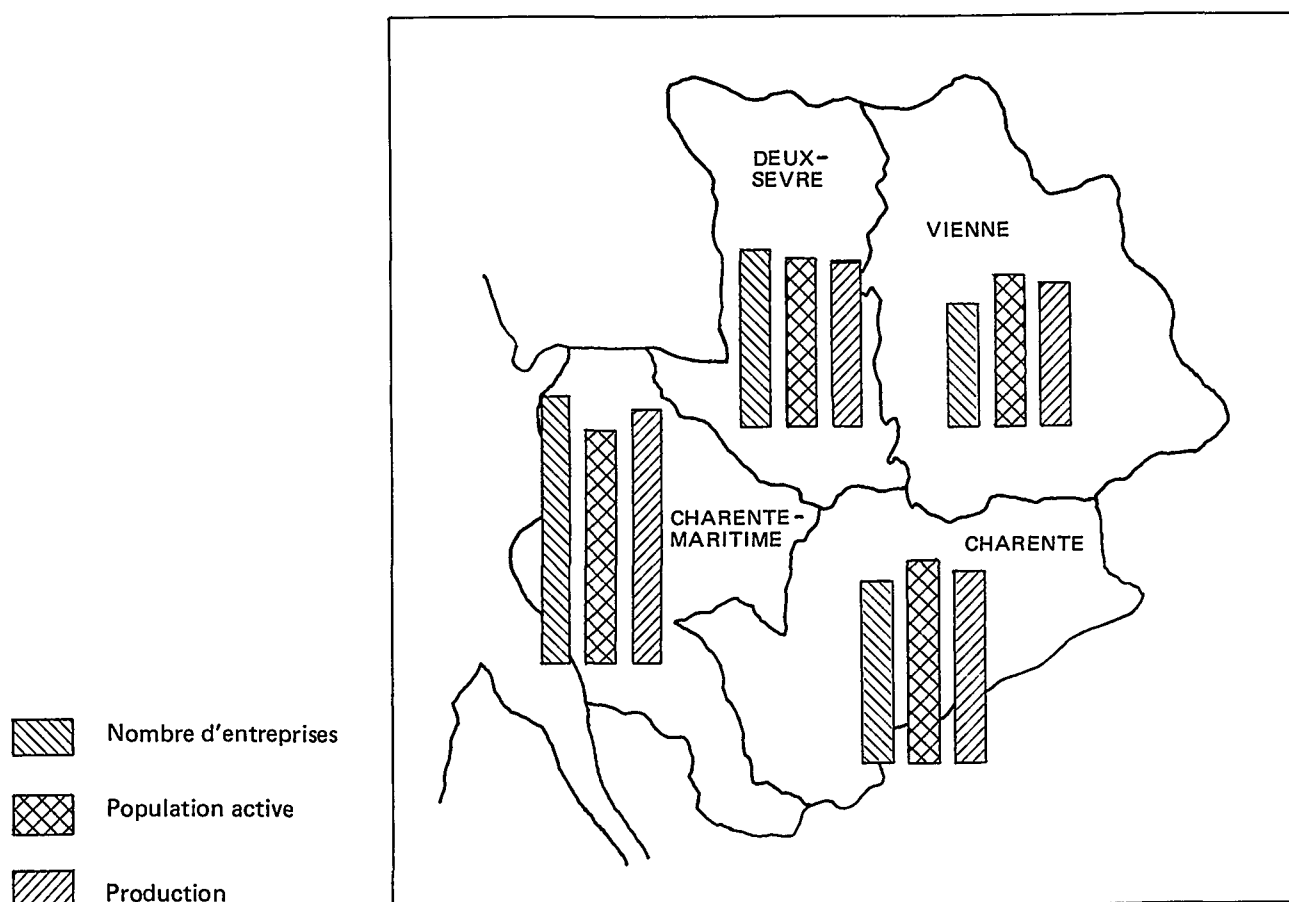 DEUX-
SEVRE
VIENNE
CHARENTE-
MARITIME
CHARENTE
Nombre d'entreprises
Population active
Production